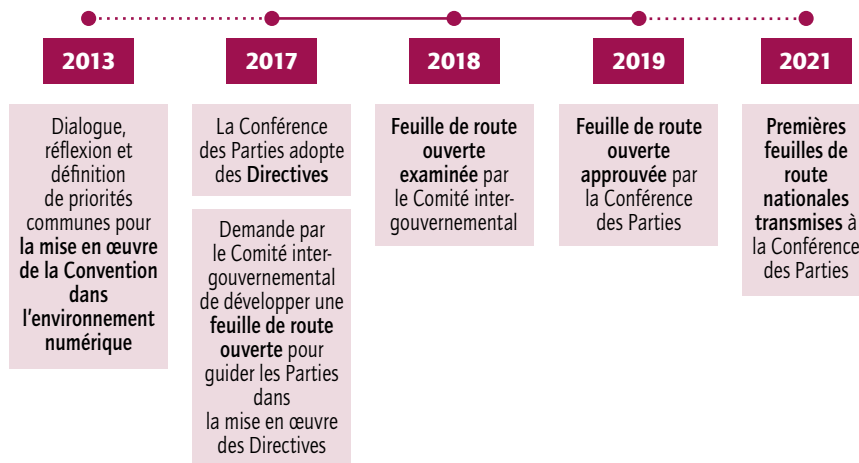 2013
Dialogue,
réflexion et
définition
de priorités
communes pour
la mise en œuvre
de la Convention
dans
l'environnement
numérique
2017
La Conférence
des Parties adopte
des Directives
Demande par
le Comité inter-
gouvernemental
de développer une
feuille de route
ouverte pour
guider les Parties
dans
la mise en œuvre
des Directives
2018
Feuille de route
ouverte
examinée par
le Comité inter-
gouvernemental
2019
Feuille de route
ouverte
approuvée par
la Conférence
des Parties
2021
Premières
feuilles de
route
nationales
transmises à
la Conférence
des Parties